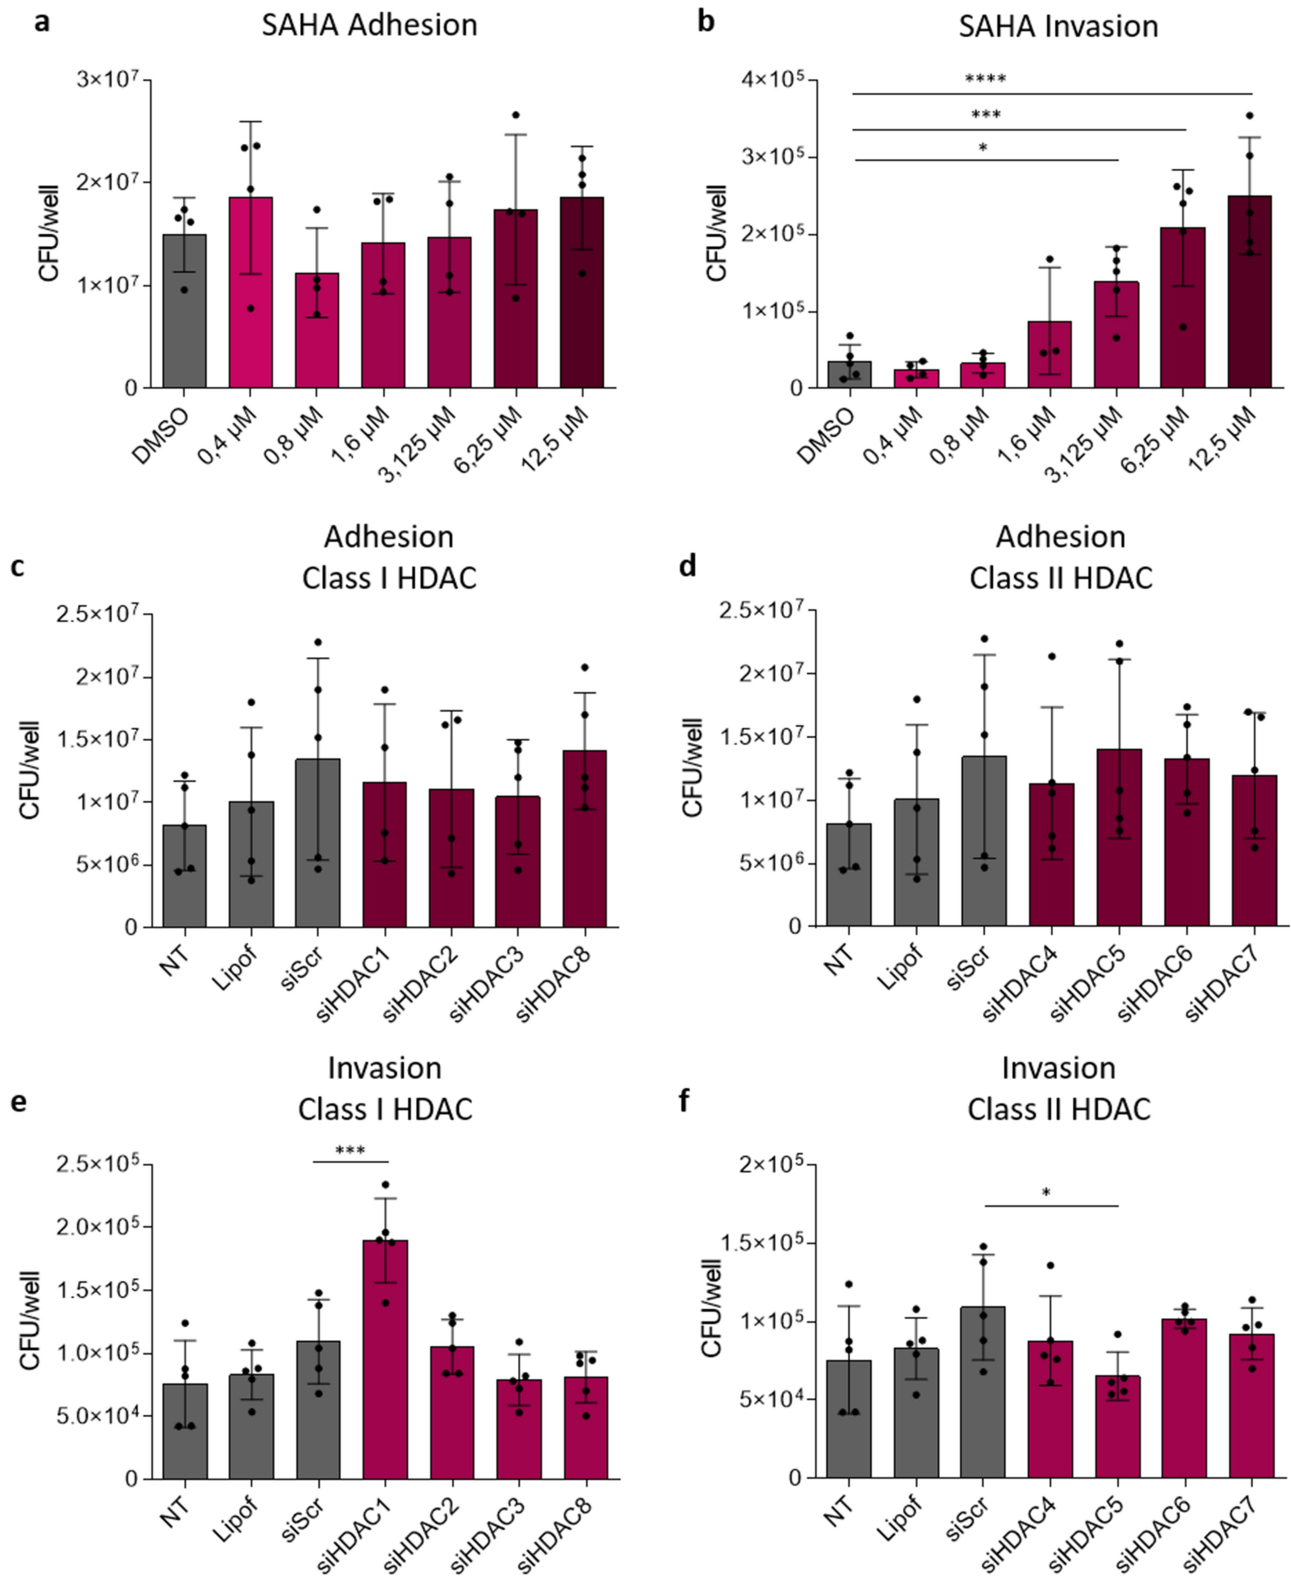 a
SAHA Adhesion
3×10⁷
2×10⁷
1×10⁷
0
CFU/well
DMSO
0,4 µM
0,8 µM
1,6 µM
3,125 µM
6,25 µM
12,5 µM
b
SAHA Invasion
4×10⁵
3×10⁵
2×10⁵
1×10⁵
0
CFU/well
****
***
*
DMSO
0,4 µM
0,8 µM
1,6 µM
3,125 µM
6,25 µM
12,5 µM
c
Adhesion
Class I HDAC
2.5×10⁷
2×10⁷
1.5×10⁷
1×10⁷
5×10⁶
0
CFU/well
NT
Lipof
siScr
siHDAC1
siHDAC2
siHDAC3
siHDAC8
d
Adhesion
Class II HDAC
2.5×10⁷
2×10⁷
1.5×10⁷
1×10⁷
5×10⁶
0
CFU/well
NT
Lipof
siScr
siHDAC4
siHDAC5
siHDAC6
siHDAC7
e
Invasion
Class I HDAC
2.5×10⁵
2.0×10⁵
1.5×10⁵
1.0×10⁵
5.0×10⁴
0
CFU/well
***
NT
Lipof
siScr
siHDAC1
siHDAC2
siHDAC3
siHDAC8
f
Invasion
Class II HDAC
2×10⁵
1.5×10⁵
1×10⁵
5×10⁴
0
CFU/well
*
NT
Lipof
siScr
siHDAC4
siHDAC5
siHDAC6
siHDAC7